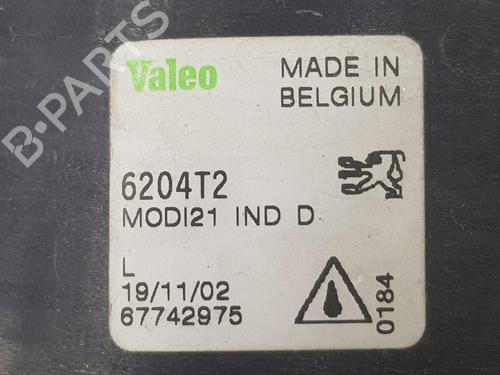 B-PARTS
Valeo
MADE IN
BELGIUM
6204T2
MODI21 IND D
L
19/11/02
67742975
0184